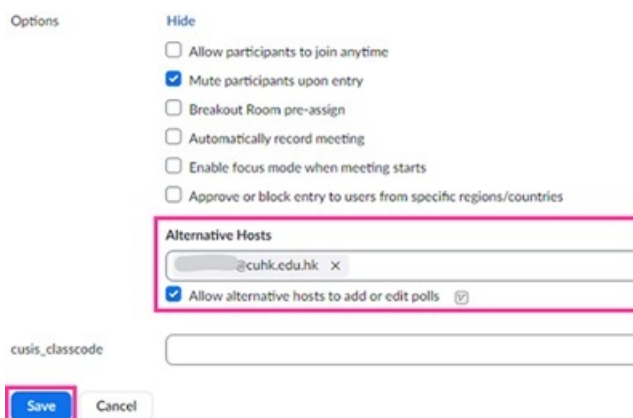 Options Hide
Allow participants to join anytime
Mute participants upon entry
Breakout Room pre-assign
Automatically record meeting
Enable focus mode when meeting starts
Approve or block entry to users from specific regions/countries
Alternative Hosts
@cuhk.edu.hk ×
Allow alternative hosts to add or edit polls
cusis_classcode
Save Cancel